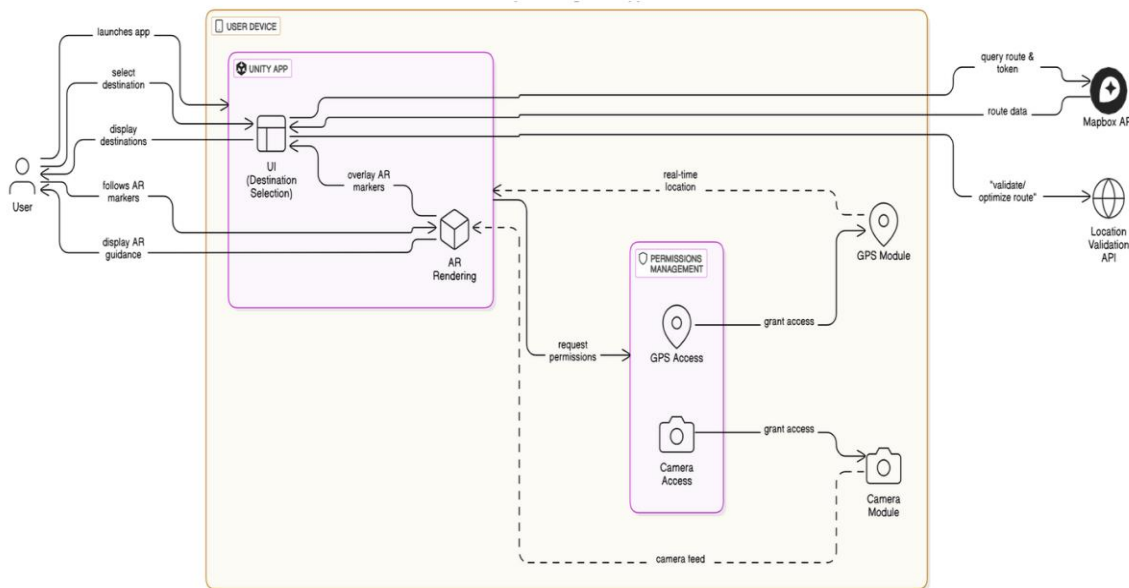 USER DEVICE
launches app
UNITY APP
select
destination
query route &
token
route data
Mapbox AP
display
destinations
UI
(Destination
Selection)
overlay AR
markers
real-time
location
"validate/
optimize route"
Location
Validation
API
User
follows AR
markers
display AR
guidance
AR
Rendering
GPS Module
PERMISSIONS
MANAGEMENT
GPS Access
grant access
request
permissions
Camera
Access
grant access
Camera
Module
camera feed